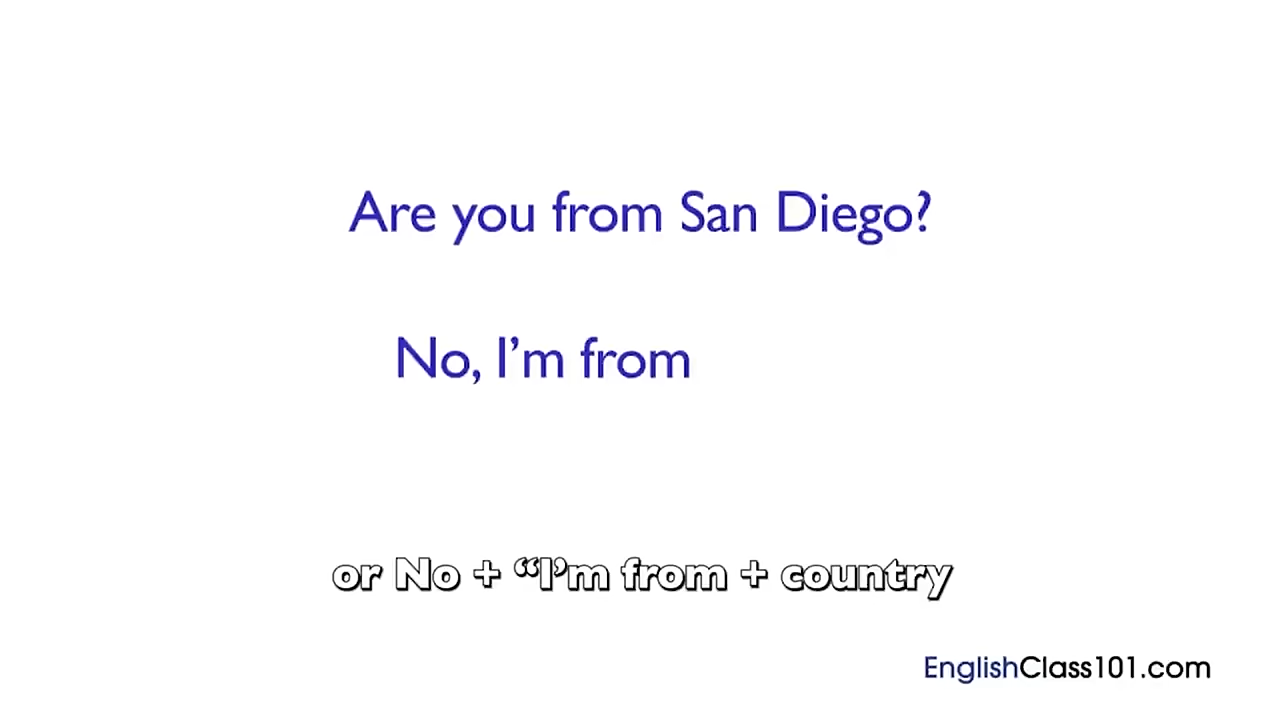 Are you from San Diego?
No, I’m from
or No + “I’m from + country
EnglishClass101.com